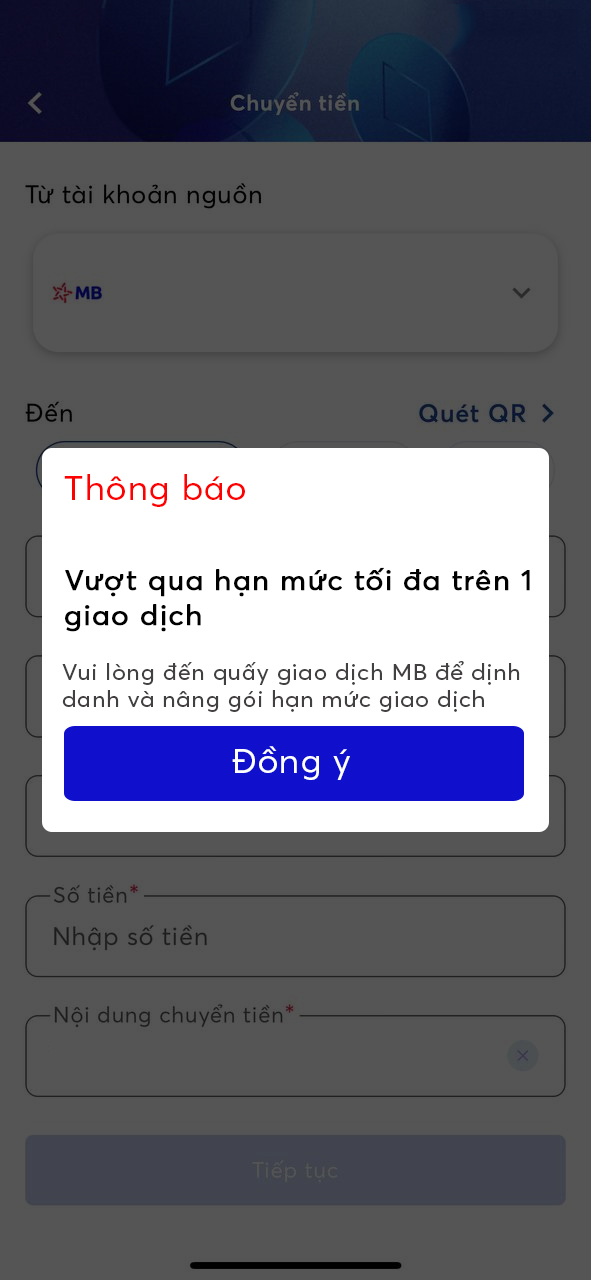 Chuyển tiền
Từ tài khoản nguồn
MB
Đến
Quét QR
Thông báo
Vượt qua hạn mức tối đa trên 1
giao dịch
Vui lòng đến quấy giao dịch MB để dịnh
danh và nâng gói hạn mức giao dịch
Đồng ý
Số tiền*
Nhập số tiền
Nội dung chuyển tiền*
Tiếp tục